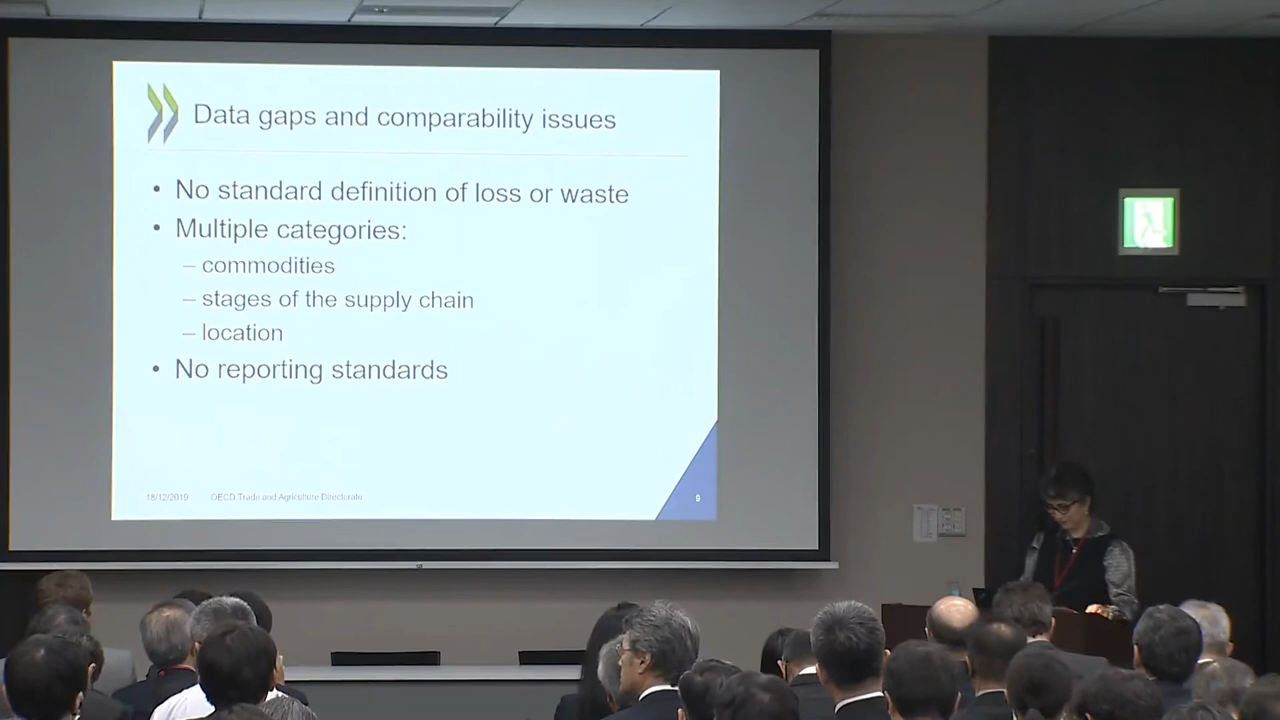 Data gaps and comparability issues
• No standard definition of loss or waste
• Multiple categories:
– commodities
– stages of the supply chain
– location
• No reporting standards
18/12/2019 OECD Trade and Agriculture Directorate 9